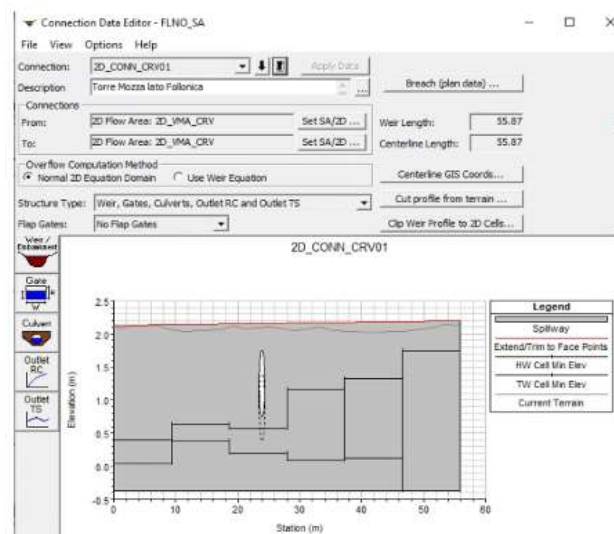 Connection Data Editor - FLNO_SA
File View Options Help
Connection: 2D_CONN_CRV01 Apply Data
Description Torre Mozza lato Follonica ... Breach (plan data) ...
Connections
From: 2D Flow Area: 2D_VMA_CRV Set SA/2D ... Weir Length: 55.87
To: 2D Flow Area: 2D_VMA_CRV Set SA/2D ... Centerline Length: 55.87
Overflow Computation Method
Normal 2D Equation Domain Use Weir Equation
Centerline GIS Coords...
Structure Type: Weir, Gates, Culverts, Outlet RC and Outlet TS Cut profile from terrain ...
Flap Gates: No Flap Gates Clip Weir Profile to 2D Cells...
Weir / Embankment
Gate
Culvert
Outlet RC
Outlet TS
2D_CONN_CRV01
2.5
2.0
1.5
1.0
0.5
0.0
-0.5
Elevation (m)
0 10 20 30 40 50 60
Station (m)
Legend
Spillway
Extend/Trim to Face Points
HW Cell Min Elev
TW Cell Min Elev
Current Terrain